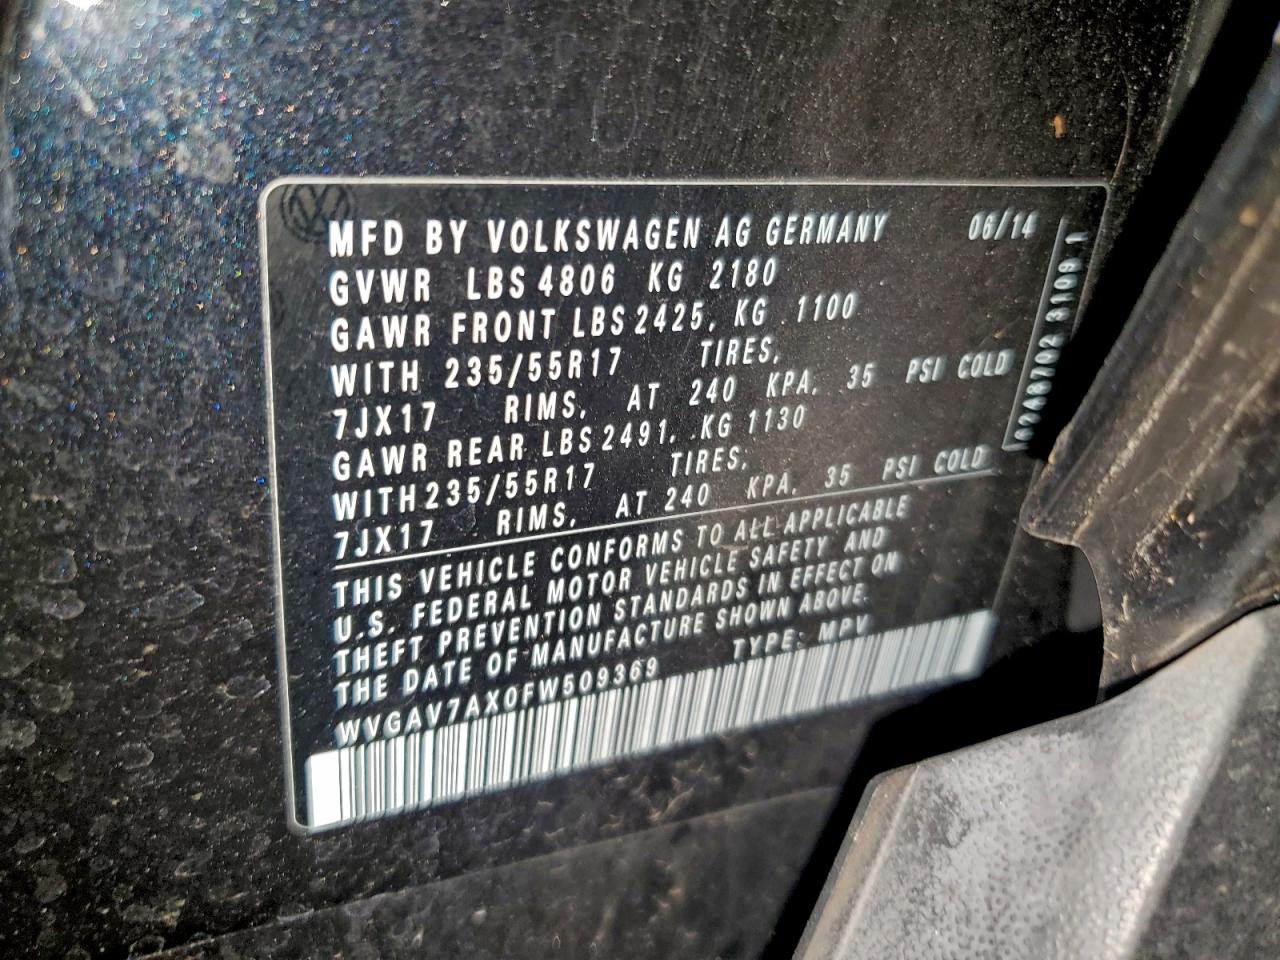 MFD BY VOLKSWAGEN AG GERMANY 06/14
GVWR LBS 4806 KG 2180
GAWR FRONT LBS 2425, KG 1100
WITH 235/55R17 TIRES,
7JX17 RIMS, AT 240 KPA, 35 PSI COLD
GAWR REAR LBS 2491, KG 1130
WITH 235/55R17 TIRES,
7JX17 RIMS, AT 240 KPA, 35 PSI COLD
THIS VEHICLE CONFORMS TO ALL APPLICABLE
U.S. FEDERAL MOTOR VEHICLE SAFETY AND
THEFT PREVENTION STANDARDS IN EFFECT ON
THE DATE OF MANUFACTURE SHOWN ABOVE.
WVGAV7AX0FW509369 TYPE: MPV